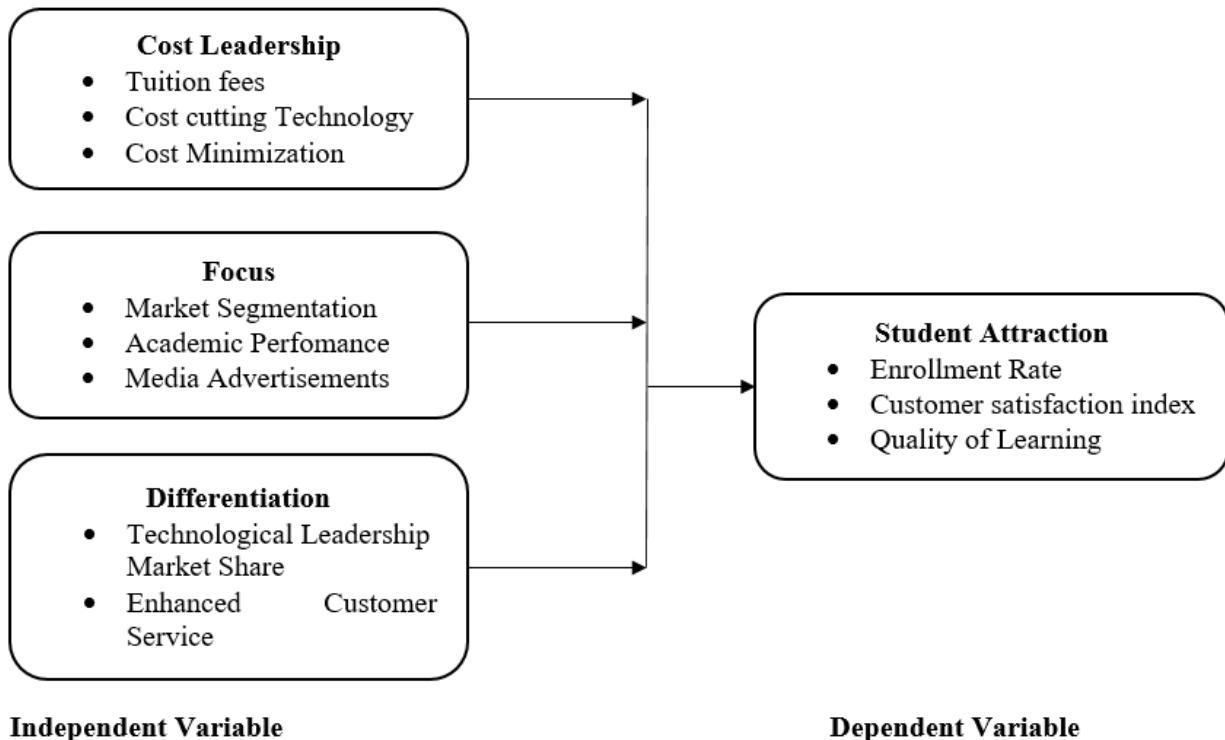 Cost Leadership
• Tuition fees
• Cost cutting Technology
• Cost Minimization
Focus
• Market Segmentation
• Academic Perfomance
• Media Advertisements
Differentiation
• Technological Leadership
Market Share
• Enhanced Customer
Service
Student Attraction
• Enrollment Rate
• Customer satisfaction index
• Quality of Learning
Independent Variable
Dependent Variable